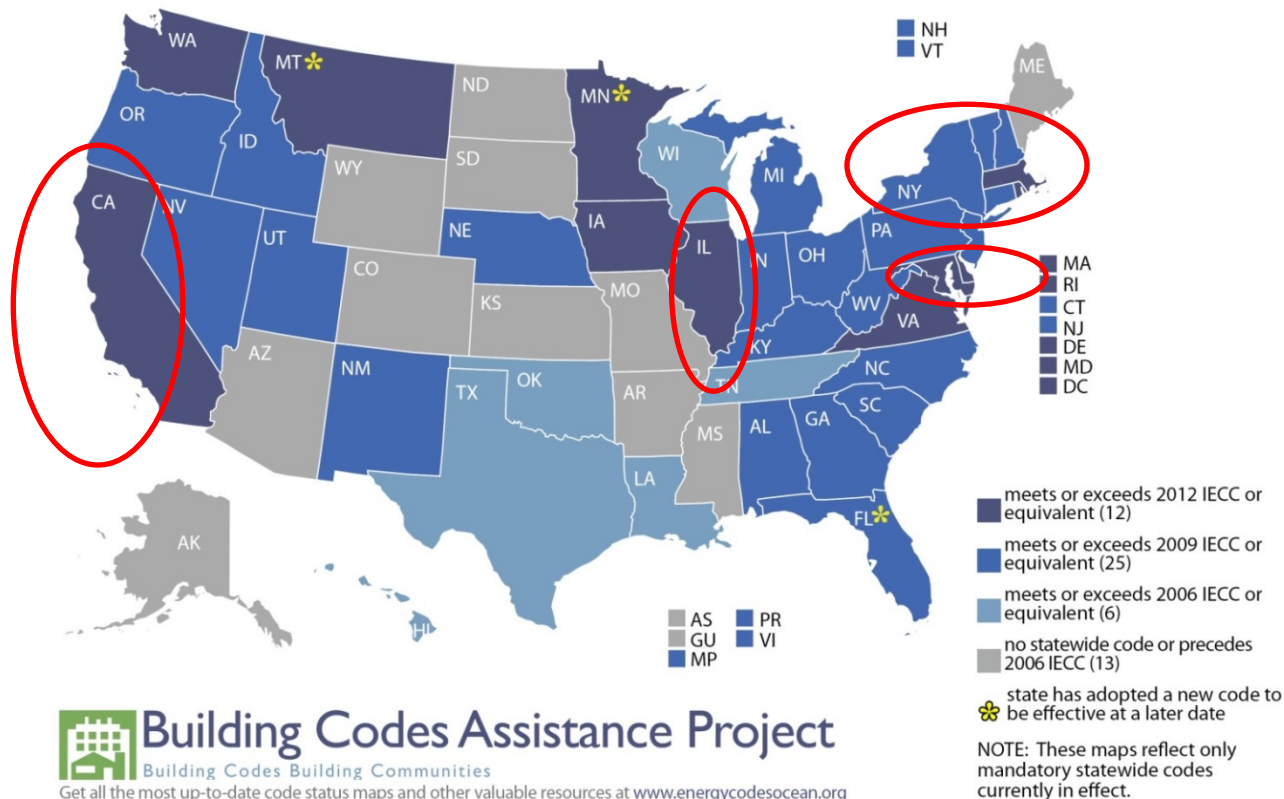 WA
MT*
ND
MN*
NH
VT
ME
OR
ID
WY
SD
WI
MI
NY
CA
NV
UT
CO
NE
IA
IL
IN
OH
PA
KS
MO
KY
WV
VA
MA
RI
CT
NJ
DE
MD
DC
AZ
NM
TX
OK
AR
TN
NC
SC
MS
AL
GA
LA
FL*
AK
HI
AS
GU
MP
PR
VI
meets or exceeds 2012 IECC or
equivalent (12)
meets or exceeds 2009 IECC or
equivalent (25)
meets or exceeds 2006 IECC or
equivalent (6)
no statewide code or precedes
2006 IECC (13)
* state has adopted a new code to
be effective at a later date
NOTE: These maps reflect only
mandatory statewide codes
currently in effect.
Building Codes Assistance Project
Building Codes Building Communities
Get all the most up-to-date code status maps and other valuable resources at www.energycodesocean.org